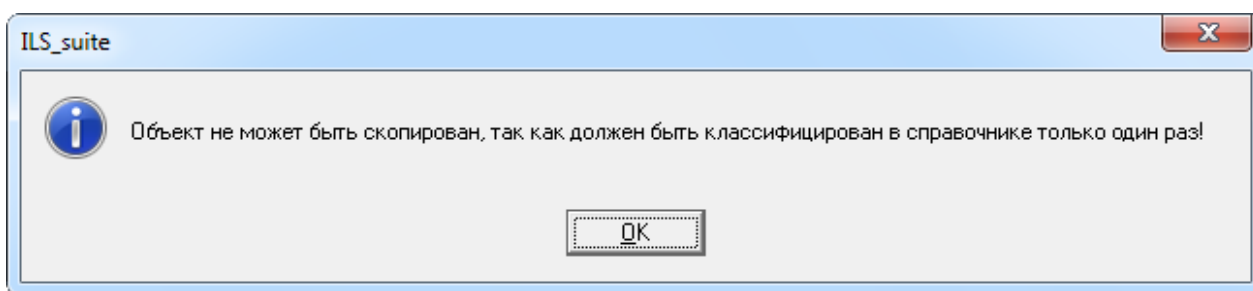 ILS_suite
Объект не может быть скопирован, так как должен быть классифицирован в справочнике только один раз!
OK